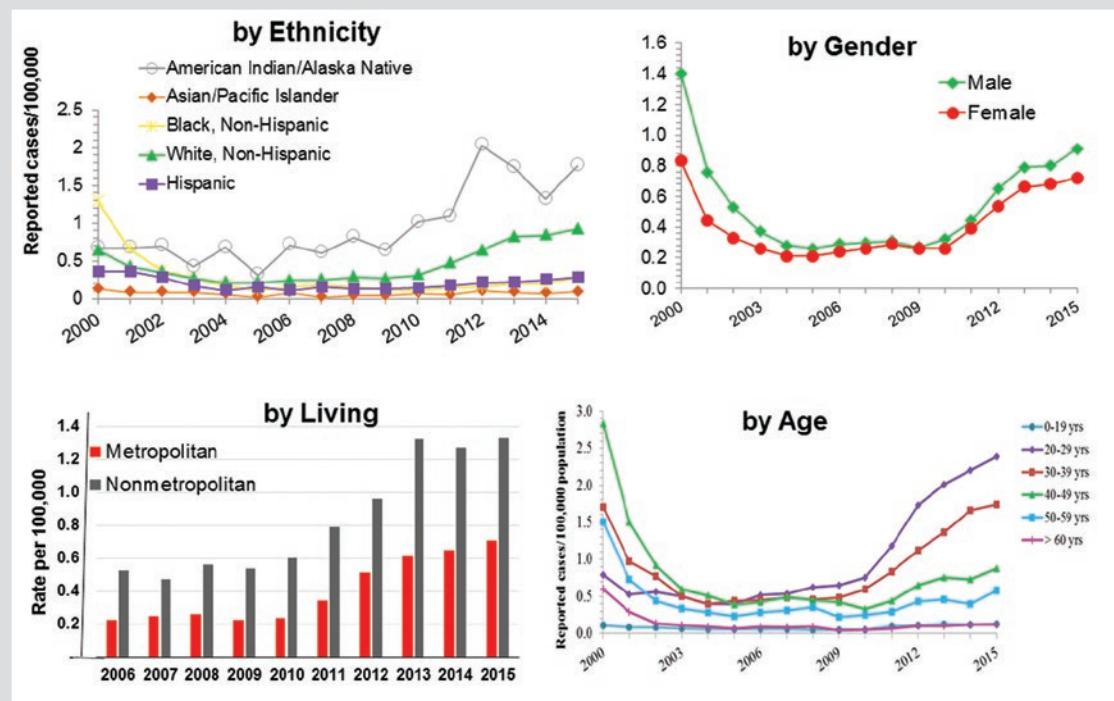 by Ethnicity
Reported cases/100,000
American Indian/Alaska Native
Asian/Pacific Islander
Black, Non-Hispanic
White, Non-Hispanic
Hispanic
2.5
2
1.5
1
0.5
0
2000
2002
2004
2006
2008
2010
2012
2014
by Gender
Male
Female
1.6
1.4
1.2
1.0
0.8
0.6
0.4
0.2
0.0
2000
2003
2006
2009
2012
2015
by Living
Rate per 100,000
Metropolitan
Nonmetropolitan
1.4
1.2
1.0
0.8
0.6
0.4
0.2
-
2006 2007 2008 2009 2010 2011 2012 2013 2014 2015
by Age
Reported cases/100,000 population
3.0
2.5
2.0
1.5
1.0
0.5
0.0
2000
2003
2006
2009
2012
2015
0-19 yrs
20-29 yrs
30-39 yrs
40-49 yrs
50-59 yrs
> 60 yrs